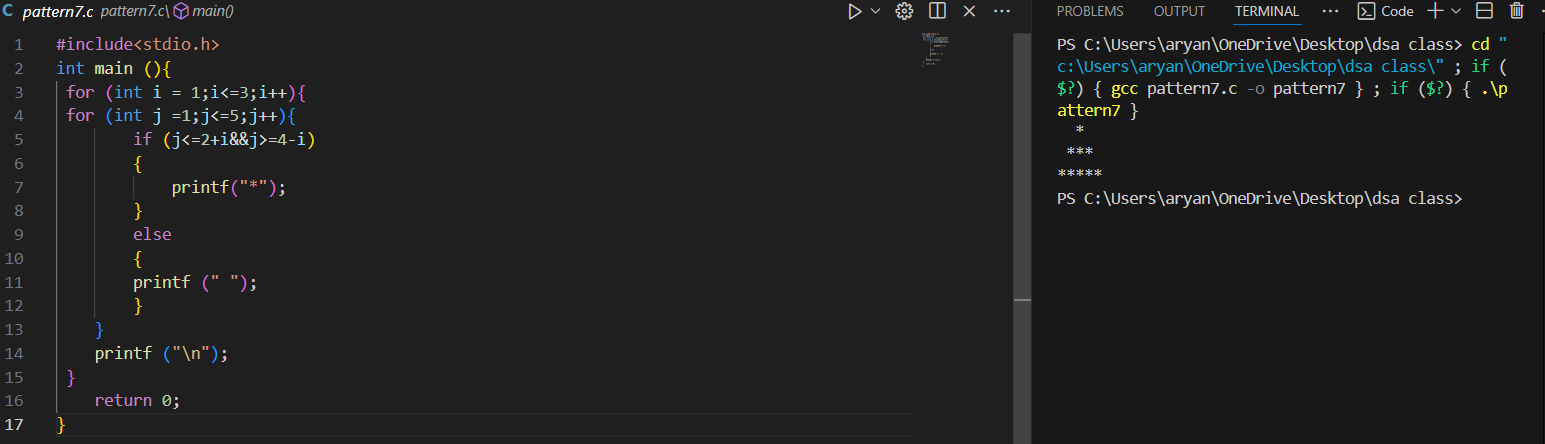 C pattern7.c pattern7.c\ main()
1 #include<stdio.h>
2 int main (){
3 for (int i = 1;i<=3;i++){
4 for (int j =1;j<=5;j++){
5 if (j<=2+i&&j>=4-i)
6 {
7 printf("*");
8 }
9 else
10 {
11 printf (" ");
12 }
13 }
14 printf ("\n");
15 }
16 return 0;
17 }
PROBLEMS OUTPUT TERMINAL ··· Code
PS C:\Users\aryan\OneDrive\Desktop\dsa class> cd "
c:\Users\aryan\OneDrive\Desktop\dsa class\" ; if (
$?) { gcc pattern7.c -o pattern7 } ; if ($?) { .\p
attern7 }
  *
 ***
*****
PS C:\Users\aryan\OneDrive\Desktop\dsa class>